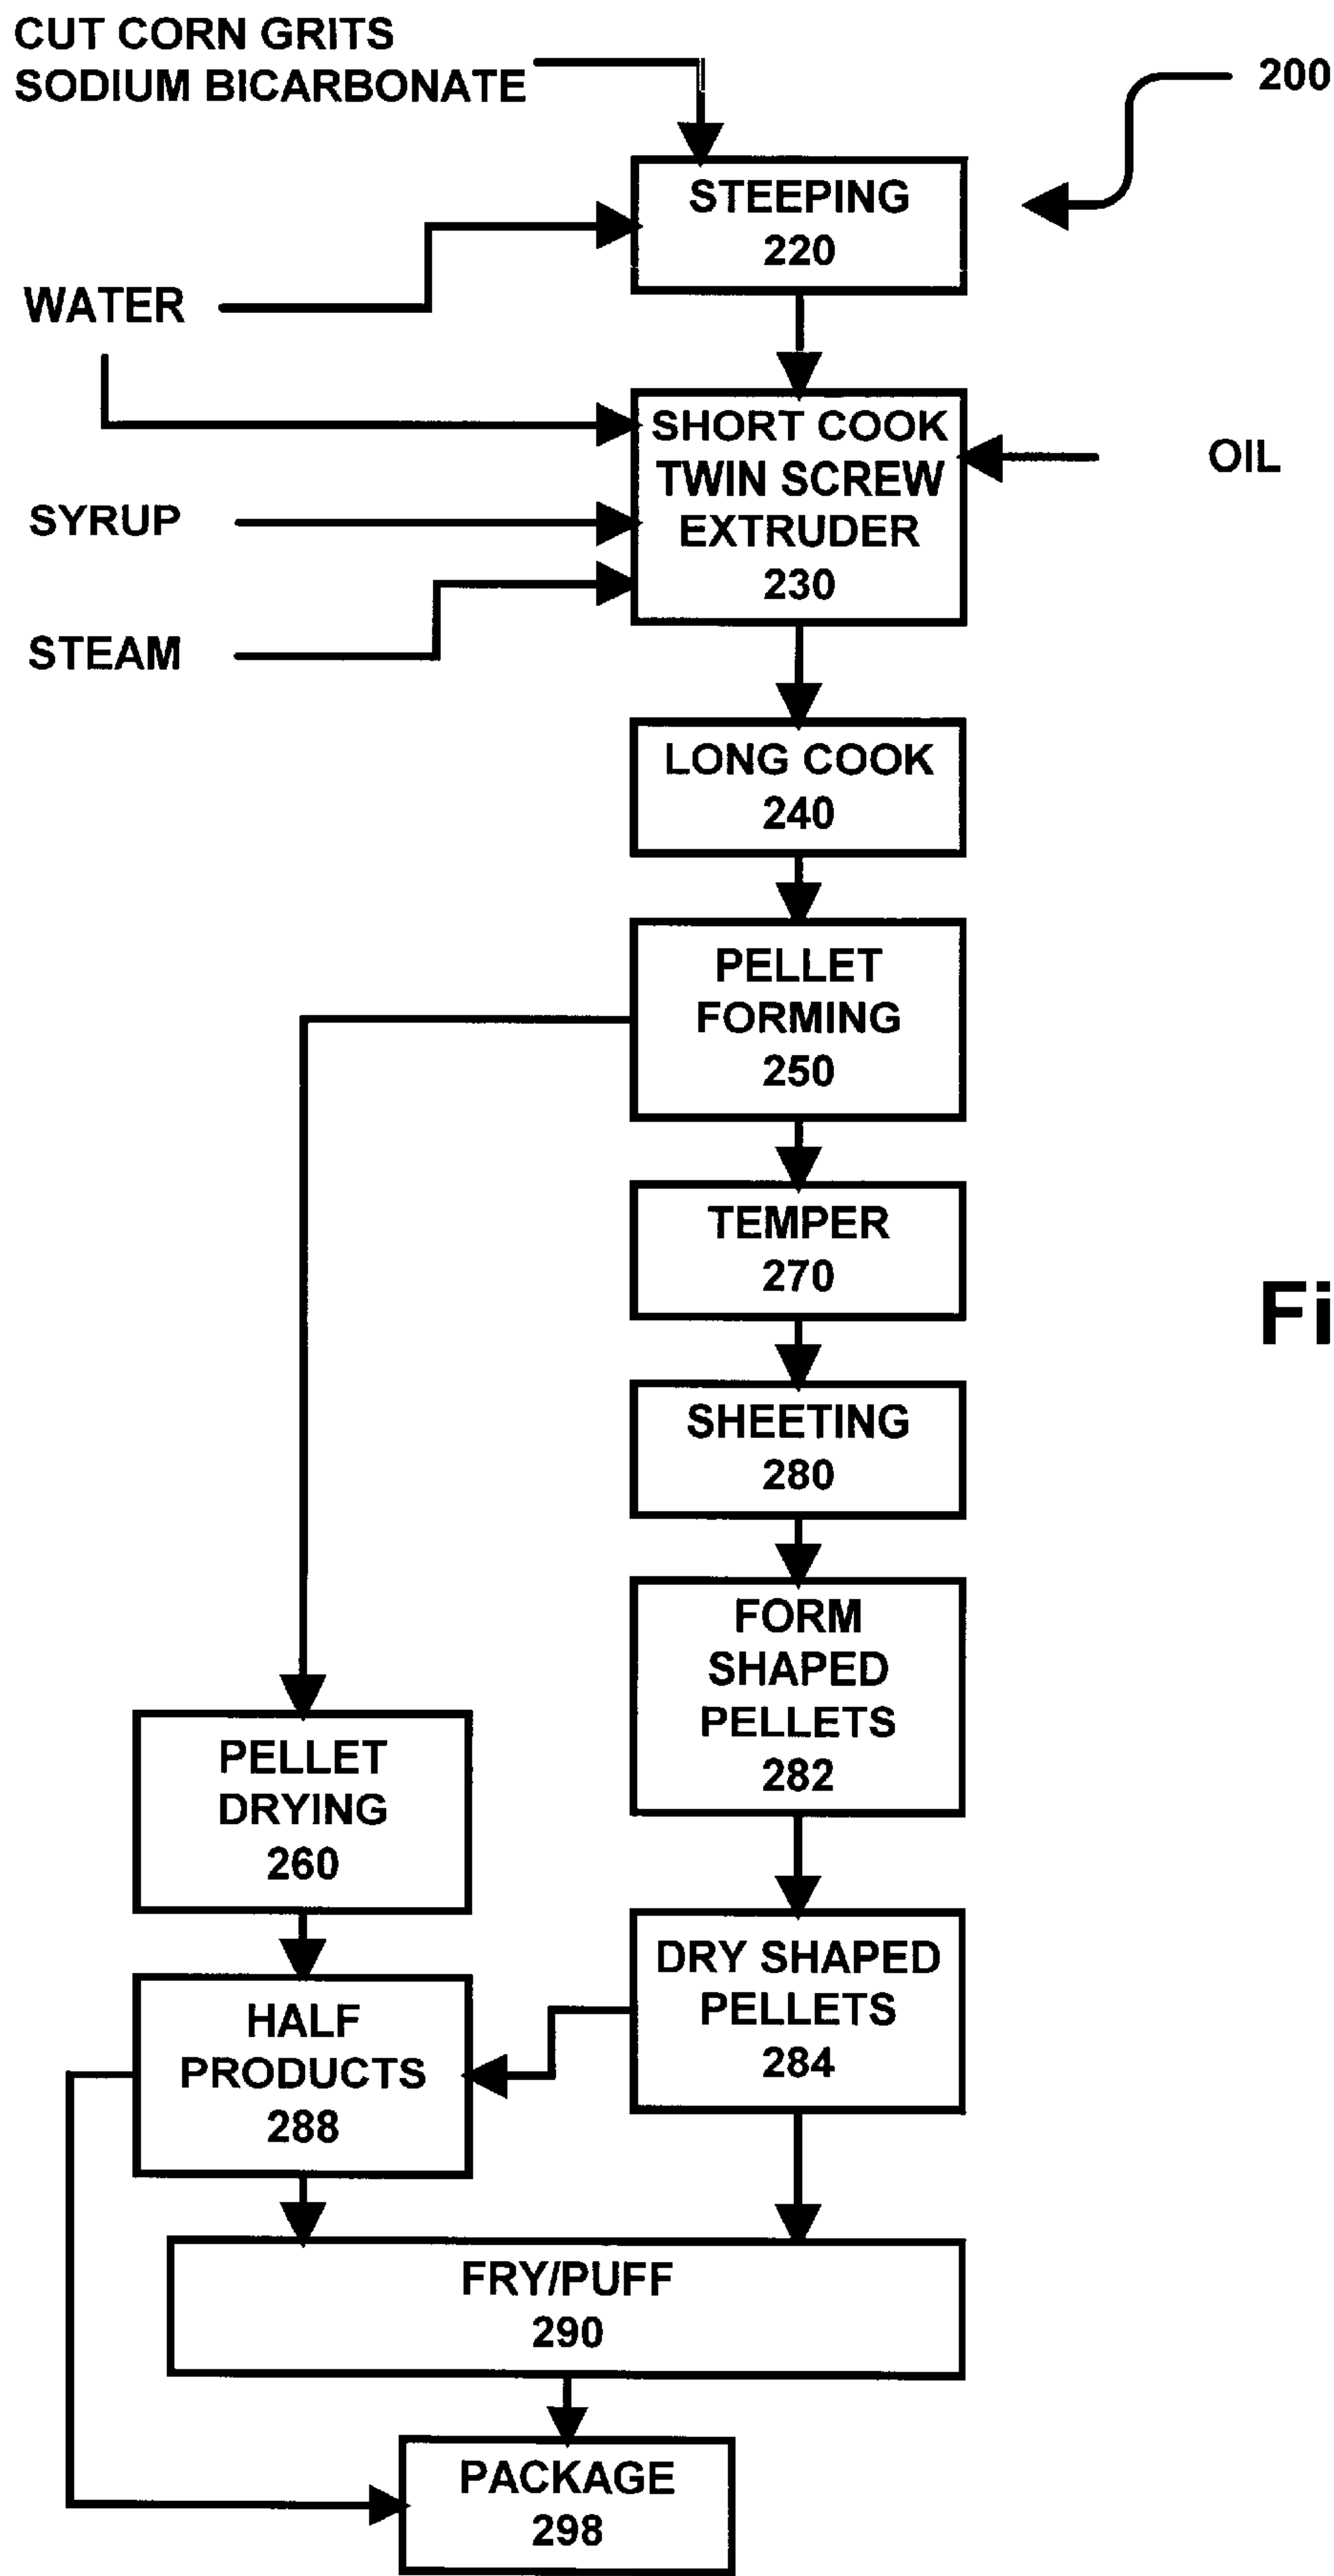 CUT CORN GRITS
SODIUM BICARBONATE
200
STEEPING
220
WATER
SHORT COOK
TWIN SCREW
EXTRUDER
230
OIL
SYRUP
STEAM
LONG COOK
240
PELLET
FORMING
250
TEMPER
270
Fi
SHEETING
280
FORM
SHAPED
PELLETS
282
PELLET
DRYING
260
DRY SHAPED
PELLETS
284
HALF
PRODUCTS
288
FRY/PUFF
290
PACKAGE
298